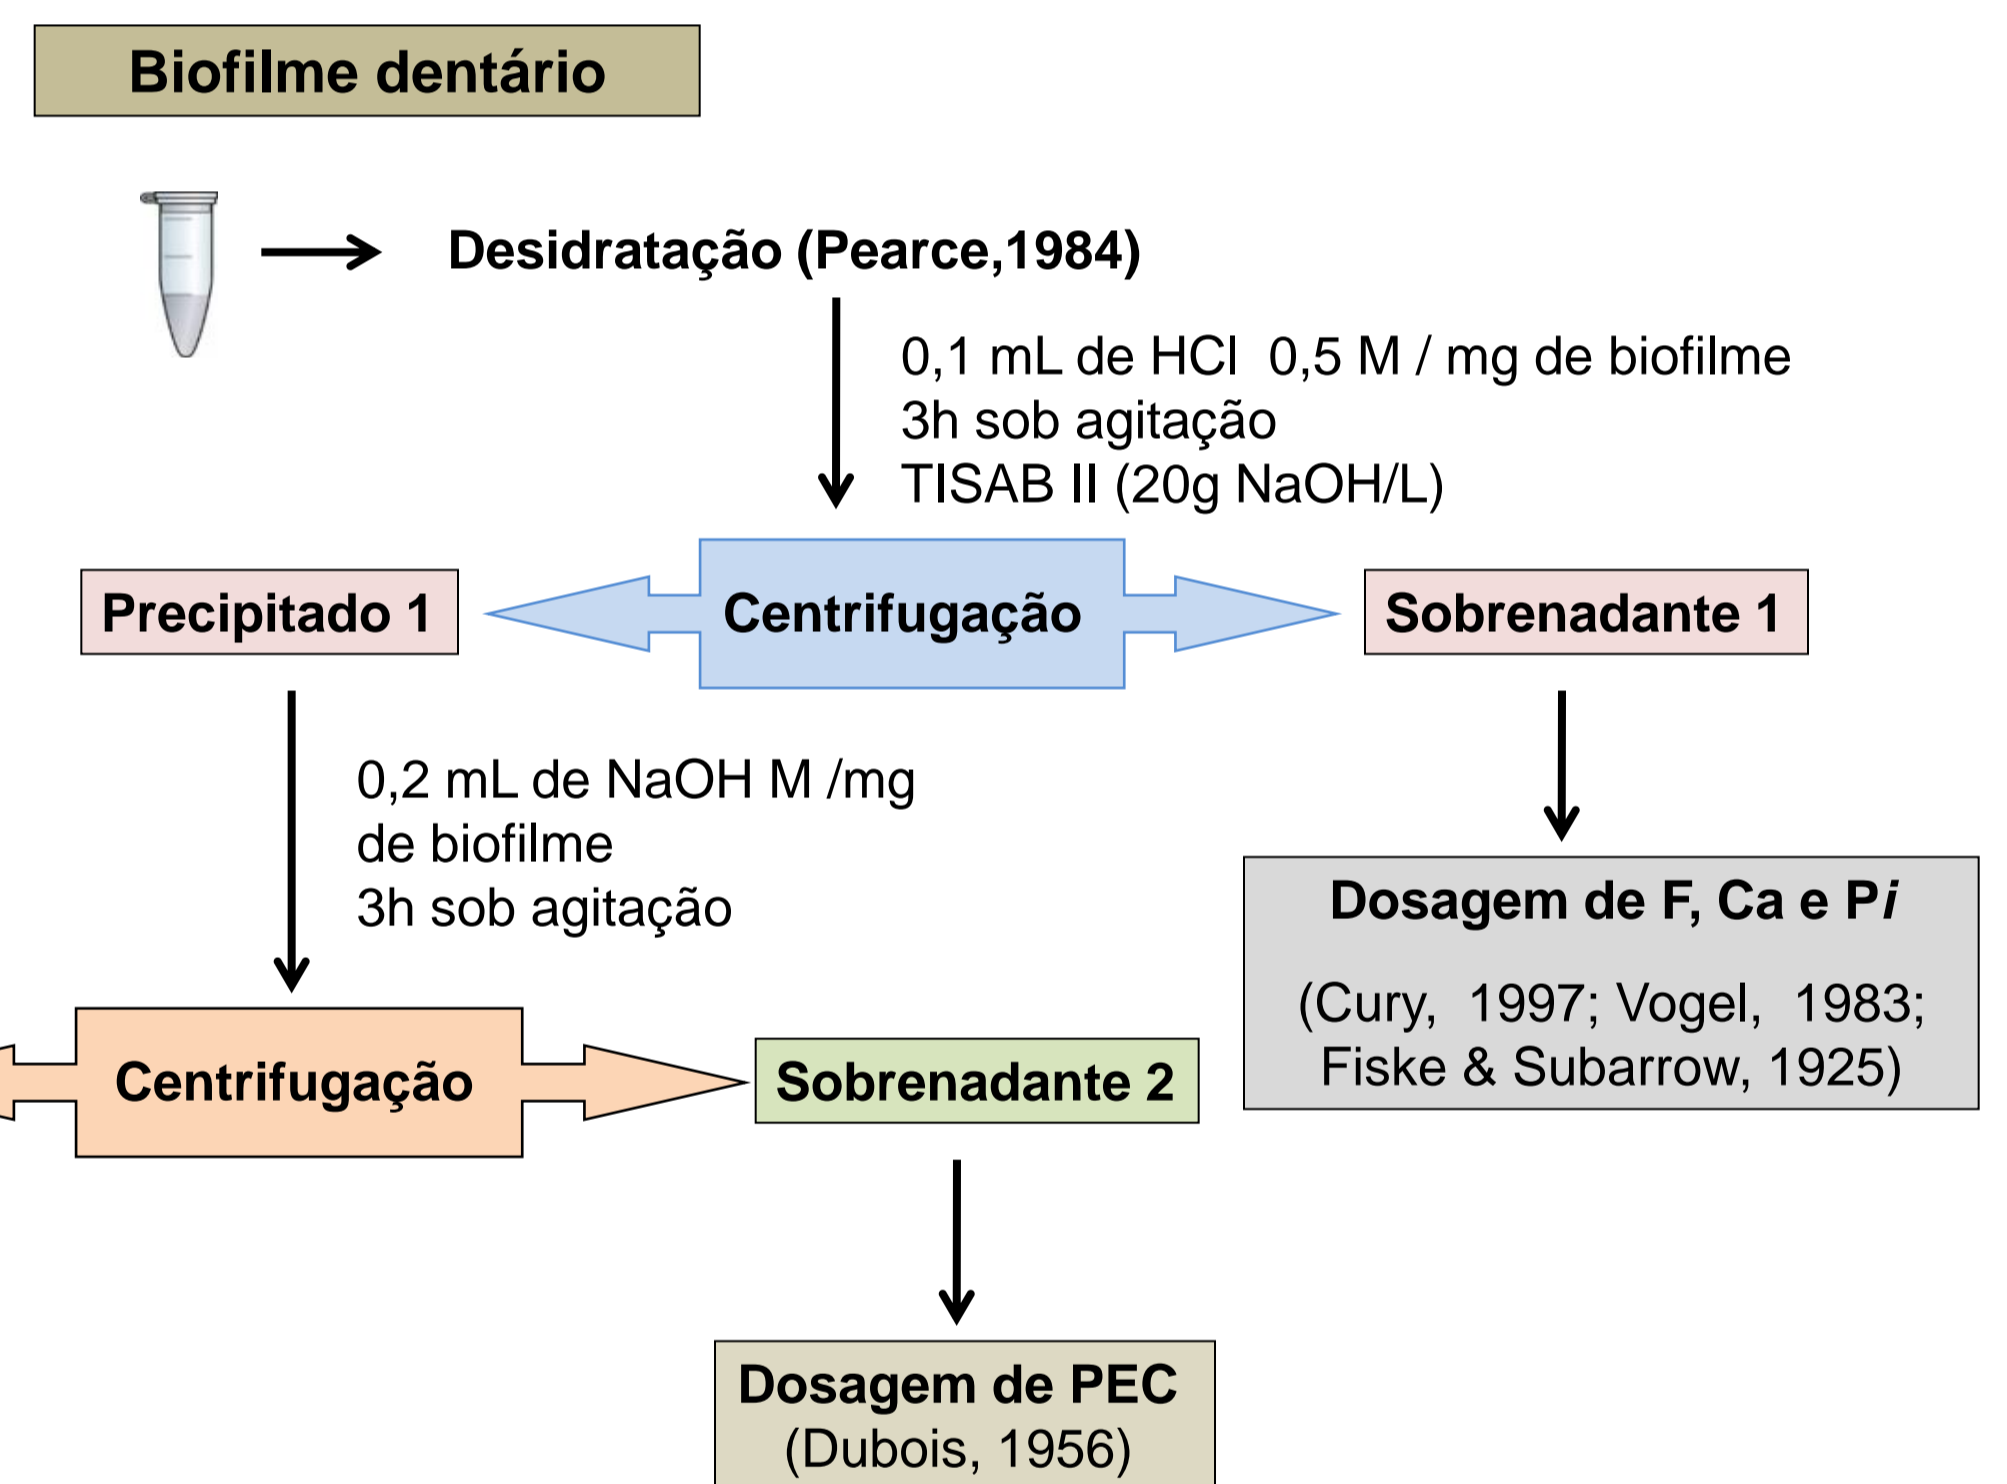 Biofilme dentário
Desidratação (Pearce,1984)
0,1 mL de HCl 0,5 M / mg de biofilme
3h sob agitação
TISAB II (20g NaOH/L)
Precipitado 1
Centrifugação
Sobrenadante 1
0,2 mL de NaOH M /mg
de biofilme
3h sob agitação
Dosagem de F, Ca e Pi
(Cury, 1997; Vogel, 1983;
Fiske & Subarrow, 1925)
Centrifugação
Sobrenadante 2
Dosagem de PEC
(Dubois, 1956)